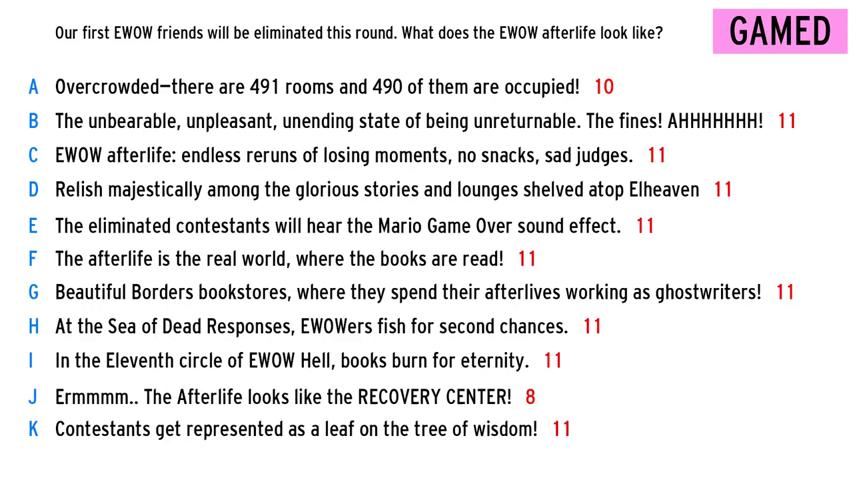 Our first EWOW friends will be eliminated this round. What does the EWOW afterlife look like?
GAMED
A Overcrowded—there are 491 rooms and 490 of them are occupied! 10
B The unbearable, unpleasant, unending state of being unreturnable. The fines! AHHHHHHH! 11
C EWOW afterlife: endless reruns of losing moments, no snacks, sad judges. 11
D Relish majestically among the glorious stories and lounges shelved atop Elheaven 11
E The eliminated contestants will hear the Mario Game Over sound effect. 11
F The afterlife is the real world, where the books are read! 11
G Beautiful Borders bookstores, where they spend their afterlives working as ghostwriters! 11
H At the Sea of Dead Responses, EWOWers fish for second chances. 11
I In the Eleventh circle of EWOW Hell, books burn for eternity. 11
J Ermmmm.. The Afterlife looks like the RECOVERY CENTER! 8
K Contestants get represented as a leaf on the tree of wisdom! 11